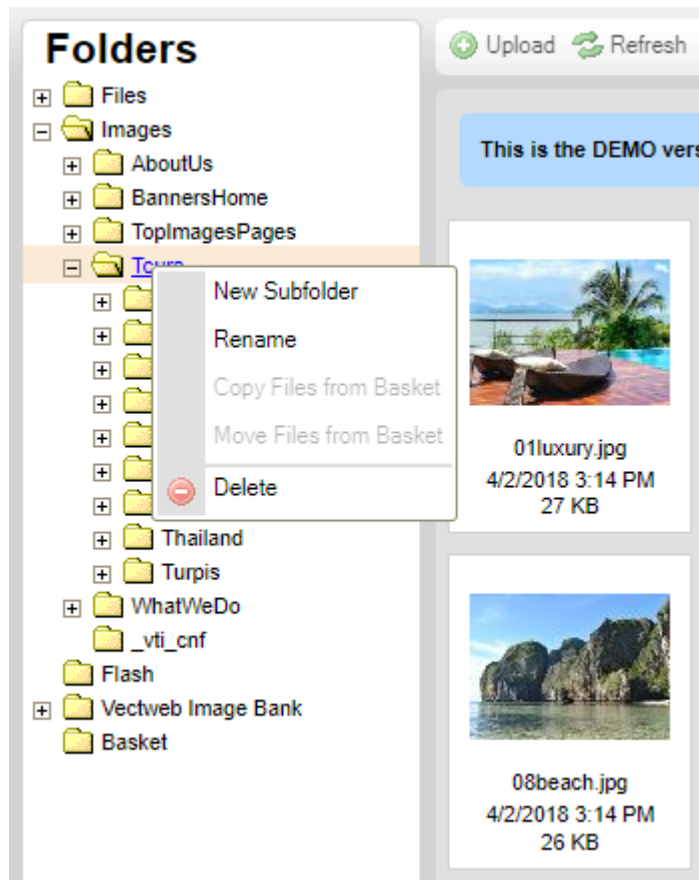 Folders
Files
Images
AboutUs
BannersHome
TopImagesPages
Tours
New Subfolder
Rename
Copy Files from Basket
Move Files from Basket
Delete
Thailand
Turpis
WhatWeDo
_vti_cnf
Flash
Vectweb Image Bank
Basket
Upload Refresh
This is the DEMO vers
01luxury.jpg
4/2/2018 3:14 PM
27 KB
08beach.jpg
4/2/2018 3:14 PM
26 KB